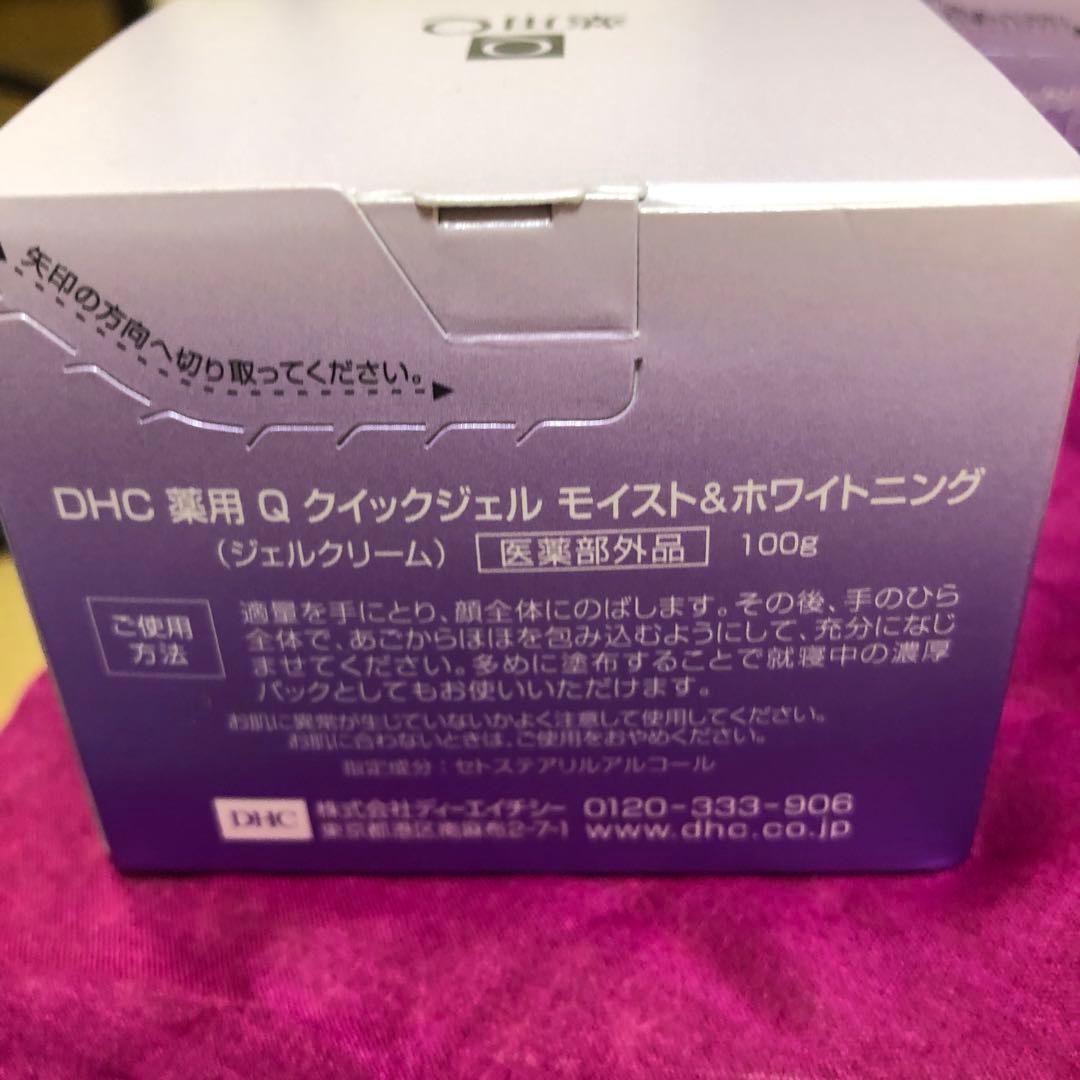 矢印の方向へ切り取ってください。
DHC 薬用 Q クイックジェル モイスト&ホワイトニング
(ジェルクリーム) 医薬部外品 100g
ご使用
方法
適量を手にとり、顔全体にのばします。その後、手のひら
全体で、あごからほほを包み込むようにして、充分になじ
ませてください。多めに塗布することで就寝中の濃厚
パックとしてもお使いいただけます。
お肌に異常が生じていないかよく注意して使用してください。
お肌に合わないときは、ご使用をおやめください。
指定成分:セトステアリルアルコール
DHC
株式会社ディーエイチシー 0120-333-906
東京都港区南麻布2-7-1 www.dhc.co.jp